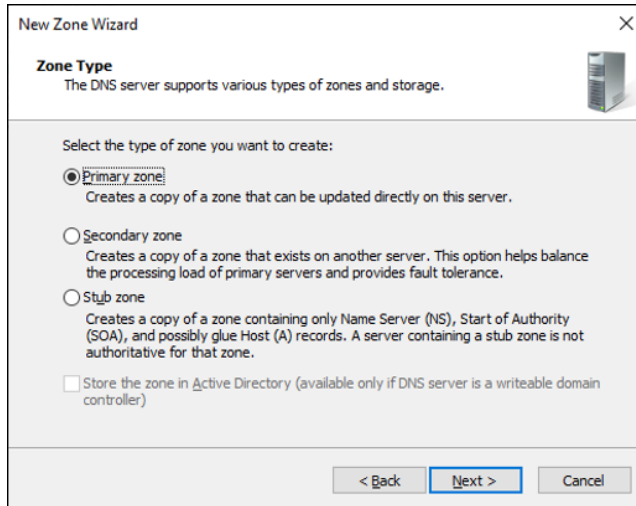 New Zone Wizard
Zone Type
The DNS server supports various types of zones and storage.
Select the type of zone you want to create:
Primary zone
Creates a copy of a zone that can be updated directly on this server.
Secondary zone
Creates a copy of a zone that exists on another server. This option helps balance
the processing load of primary servers and provides fault tolerance.
Stub zone
Creates a copy of a zone containing only Name Server (NS), Start of Authority
(SOA), and possibly glue Host (A) records. A server containing a stub zone is not
authoritative for that zone.
Store the zone in Active Directory (available only if DNS server is a writeable domain
controller)
< Back Next > Cancel